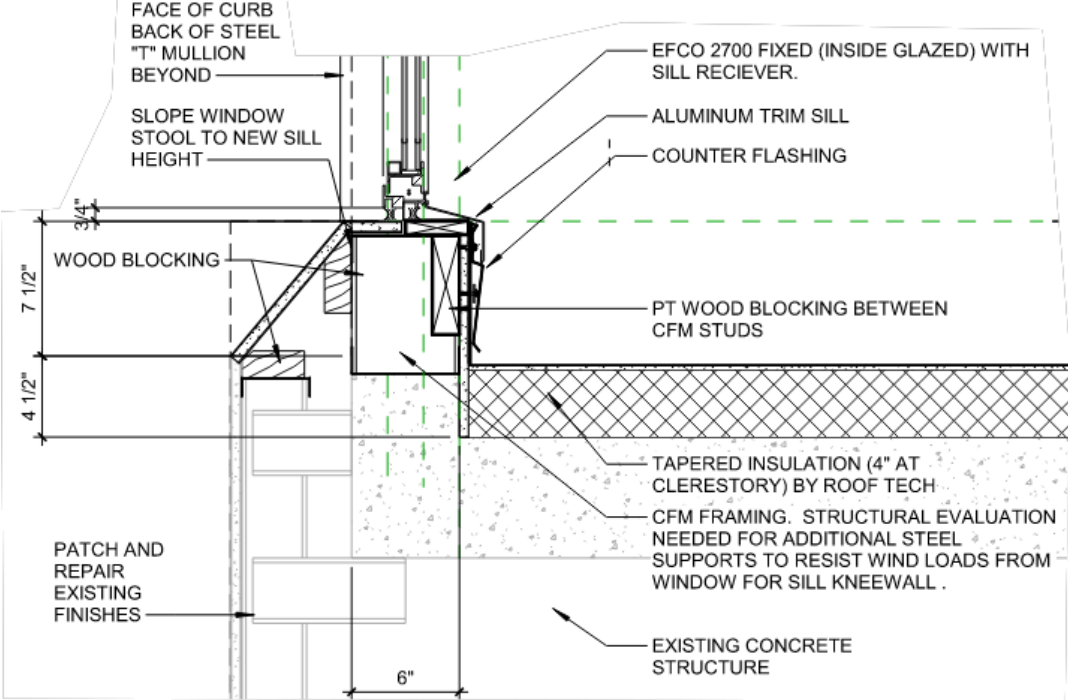 FACE OF CURB
BACK OF STEEL
"T" MULLION
BEYOND
SLOPE WINDOW
STOOL TO NEW SILL
HEIGHT
3/4"
WOOD BLOCKING
7 1/2"
4 1/2"
PATCH AND
REPAIR
EXISTING
FINISHES
6"
EFCO 2700 FIXED (INSIDE GLAZED) WITH
SILL RECIEVER.
ALUMINUM TRIM SILL
COUNTER FLASHING
PT WOOD BLOCKING BETWEEN
CFM STUDS
TAPERED INSULATION (4" AT
CLERESTORY) BY ROOF TECH
CFM FRAMING.  STRUCTURAL EVALUATION
NEEDED FOR ADDITIONAL STEEL
SUPPORTS TO RESIST WIND LOADS FROM
WINDOW FOR SILL KNEEWALL .
EXISTING CONCRETE
STRUCTURE